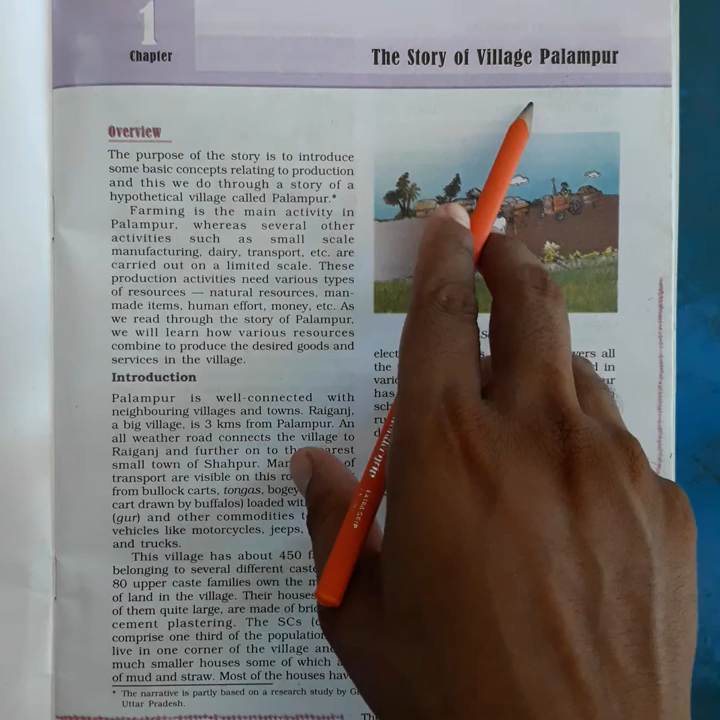 1
Chapter
The Story of Village Palampur
Overview
The purpose of the story is to introduce
some basic concepts relating to production
and this we do through a story of a
hypothetical village called Palampur.*
Farming is the main activity in
Palampur, whereas several other
activities such as small scale
manufacturing, dairy, transport, etc. are
carried out on a limited scale. These
production activities need various types
of resources — natural resources, man-
made items, human effort, money, etc. As
we read through the story of Palampur,
we will learn how various resources
combine to produce the desired goods and
services in the village.
Introduction
Palampur is well-connected with
neighbouring villages and towns. Raiganj,
a big village, is 3 kms from Palampur. An
all weather road connects the village to
Raiganj and further on to the
small town of Shahpur. of
transport are visible on this
from bullock carts, tongas,
cart drawn by buffalos) loaded
(gur) and other commodities
vehicles like motorcycles, jeeps,
and trucks.
This village has about 450
belonging to several different
80 upper caste families own the
of land in the village. Their
of them quite large, are made of
cement plastering. The SCs
comprise one third of the
live in one corner of the village
much smaller houses some of which
of mud and straw. Most of the houses
* The narrative is partly based on a research study by
Uttar Pradesh.
all
the in
has
EXTRA GRIP